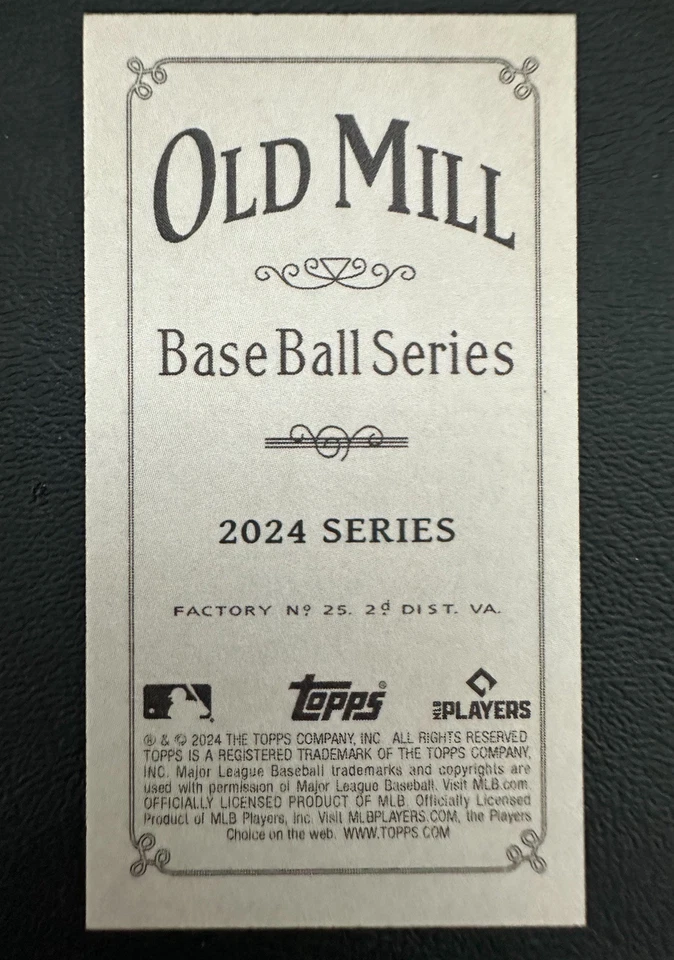 OLD MILL
Base Ball Series
2024 SERIES
FACTORY Nº 25. 2d DIST. VA.
Topps® MLB PLAYERS
® & © 2024 THE TOPPS COMPANY, INC. ALL RIGHTS RESERVED
TOPPS IS A REGISTERED TRADEMARK OF THE TOPPS COMPANY,
INC. Major League Baseball trademarks and copyrights are
used with permission of Major League Baseball. Visit MLB.com.
OFFICIALLY LICENSED PRODUCT OF MLB. Officially Licensed
Product of MLB Players, Inc. Visit MLBPLAYERS.COM, the Players
Choice on the web. WWW.TOPPS.COM